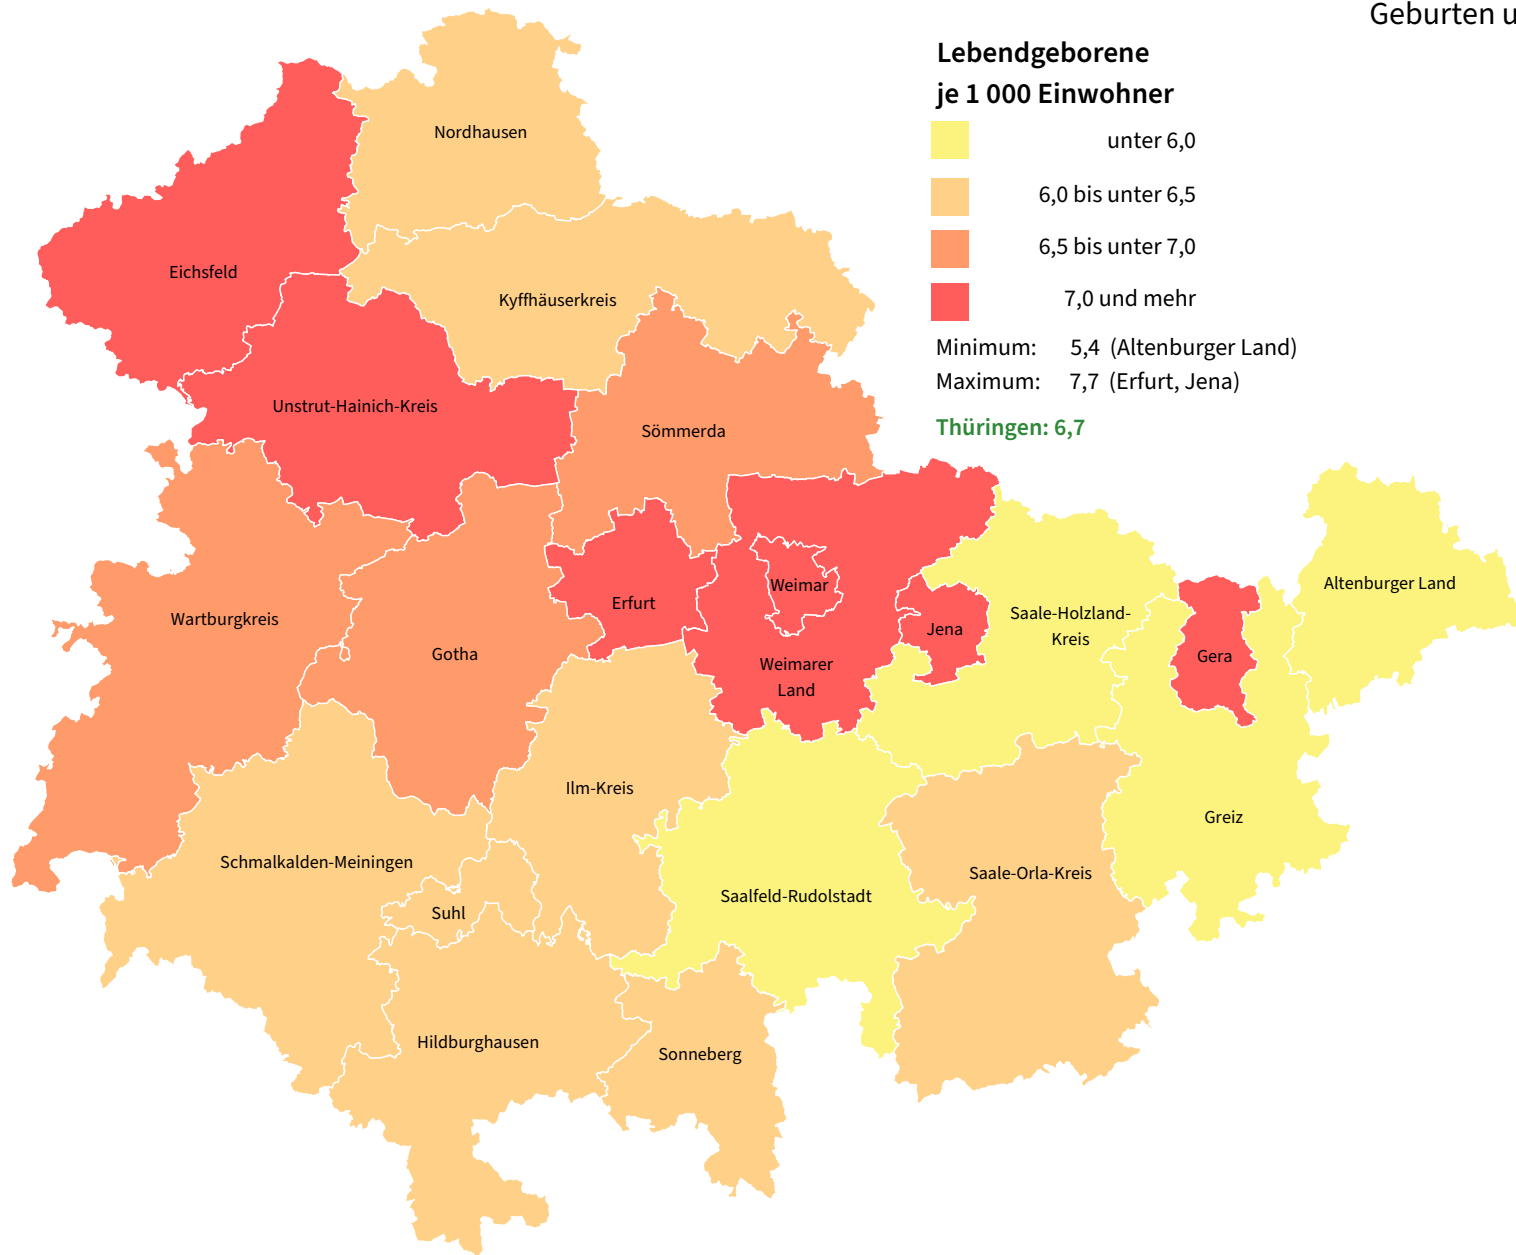 Geburten u
Lebendgeborene
je 1 000 Einwohner
unter 6,0
6,0 bis unter 6,5
6,5 bis unter 7,0
7,0 und mehr
Minimum: 5,4 (Altenburger Land)
Maximum: 7,7 (Erfurt, Jena)
Thüringen: 6,7
Nordhausen
Eichsfeld
Kyffhäuserkreis
Unstrut-Hainich-Kreis
Sömmerda
Wartburgkreis
Gotha
Erfurt
Weimar
Weimarer
Land
Jena
Saale-Holzland-
Kreis
Gera
Altenburger Land
Ilm-Kreis
Greiz
Schmalkalden-Meiningen
Suhl
Saalfeld-Rudolstadt
Saale-Orla-Kreis
Hildburghausen
Sonneberg